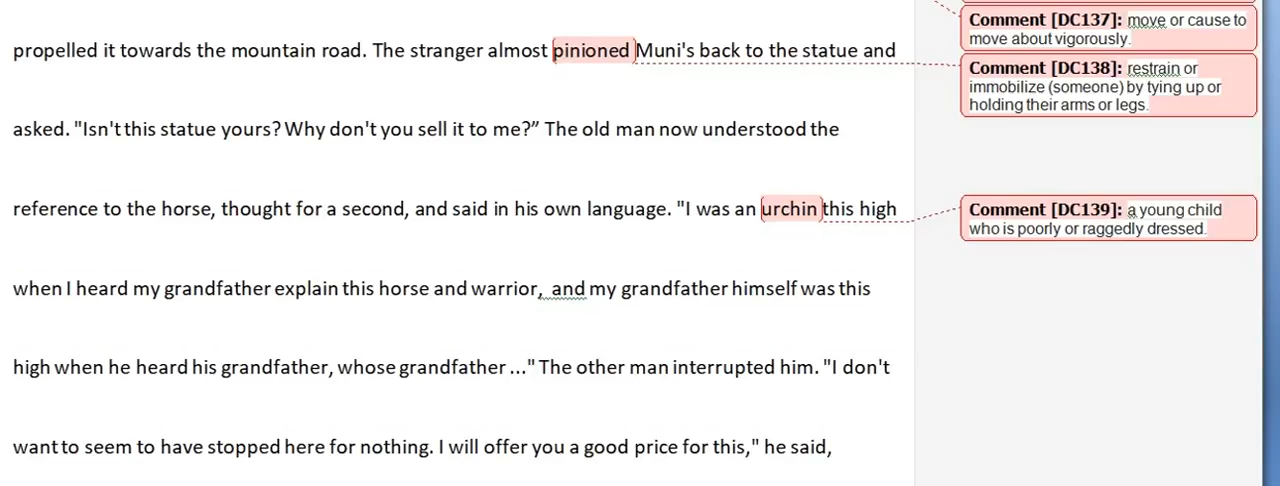 propelled it towards the mountain road. The stranger almost pinioned Muni's back to the statue and
asked. "Isn't this statue yours? Why don't you sell it to me?” The old man now understood the
reference to the horse, thought for a second, and said in his own language. "I was an urchin this high
when I heard my grandfather explain this horse and warrior, and my grandfather himself was this
high when he heard his grandfather, whose grandfather ..." The other man interrupted him. "I don't
want to seem to have stopped here for nothing. I will offer you a good price for this," he said,
Comment [DC137]: move or cause to
move about vigorously.
Comment [DC138]: restrain or
immobilize (someone) by tying up or
holding their arms or legs.
Comment [DC139]: a young child
who is poorly or raggedly dressed.